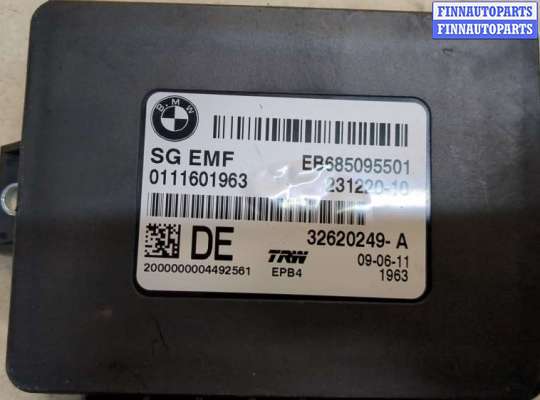 FINNAUTOPARTS
FINNAUTOPARTS
BMW
SG EMF
EB685095501
0111601963
231220-10
DE
TRW
EPB4
32620249- A
09-06-11
1963
2000000004492561